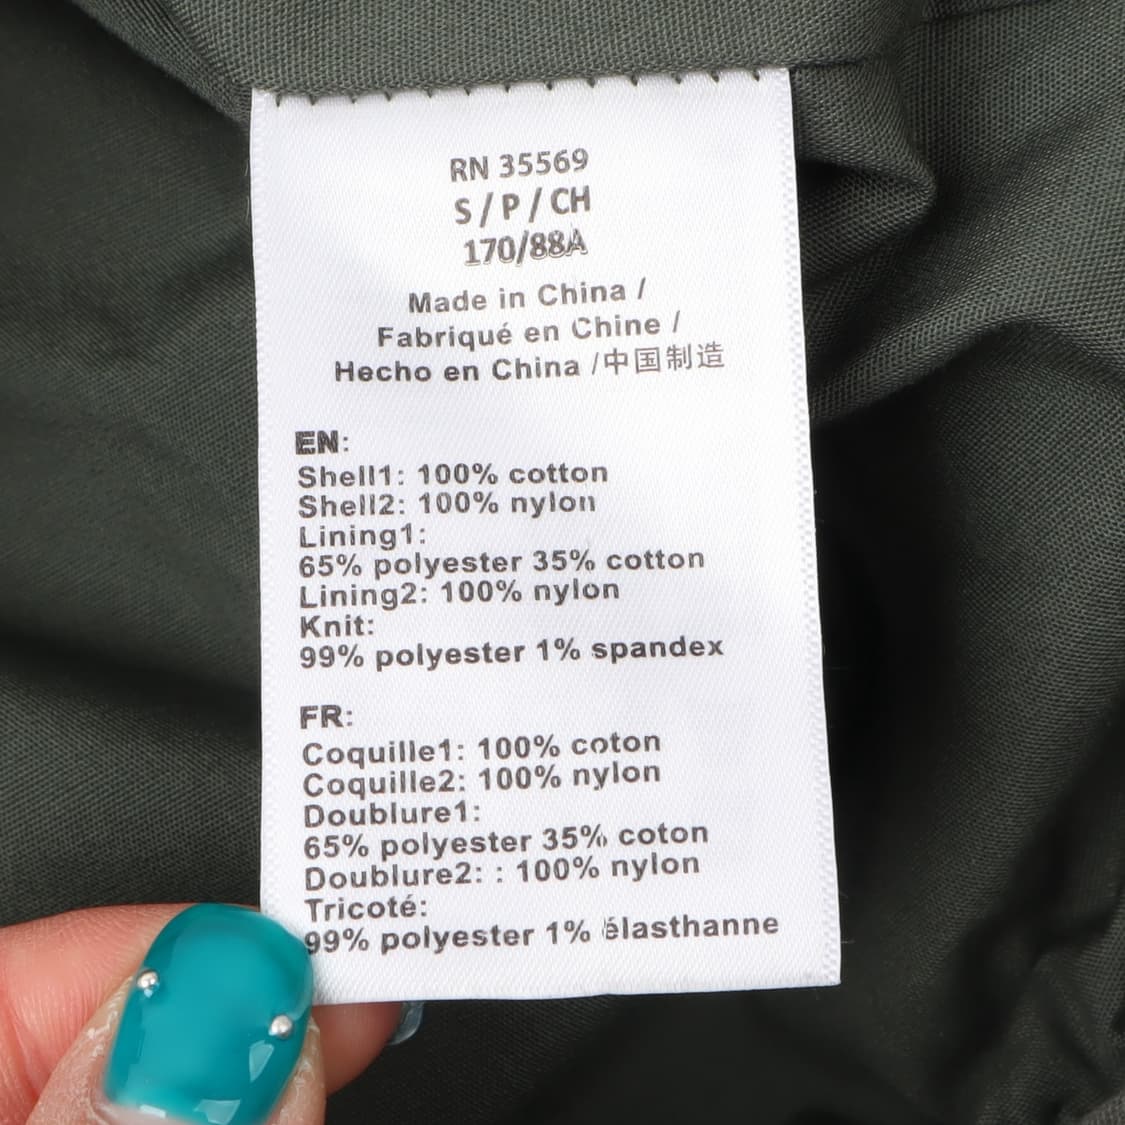 RN 35569
S / P / CH
170/88A
Made in China /
Fabriqué en Chine /
Hecho en China /中国制造
EN:
Shell1: 100% cotton
Shell2: 100% nylon
Lining1:
65% polyester 35% cotton
Lining2: 100% nylon
Knit:
99% polyester 1% spandex
FR:
Coquille1: 100% coton
Coquille2: 100% nylon
Doublure1:
65% polyester 35% coton
Doublure2: : 100% nylon
Tricoté:
99% polyester 1% élasthanne